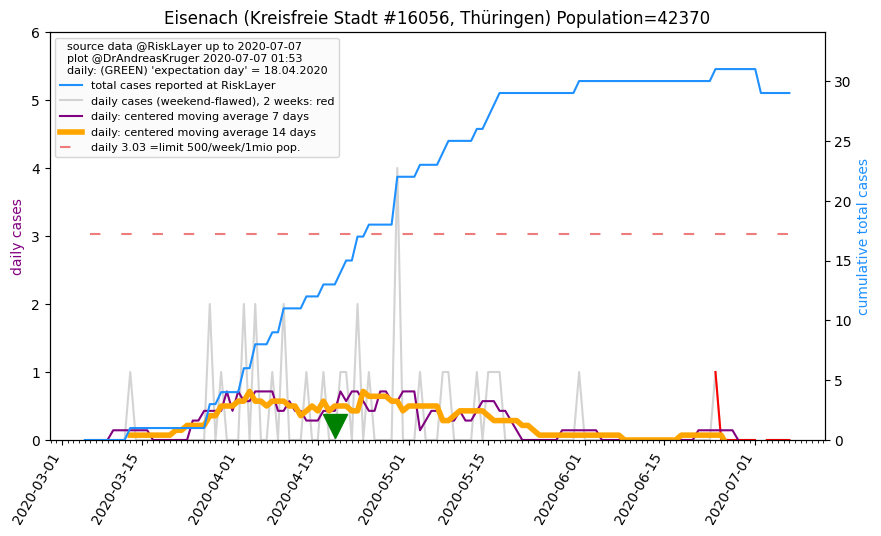 Eisenach (Kreisfreie Stadt #16056, Thüringen) Population=42370
source data @RiskLayer up to 2020-07-07
plot @DrAndreasKruger 2020-07-07 01:53
daily: (GREEN) 'expectation day' = 18.04.2020
total cases reported at RiskLayer
daily cases (weekend-flawed), 2 weeks: red
daily: centered moving average 7 days
daily: centered moving average 14 days
daily 3.03 =limit 500/week/1mio pop.
daily cases
6
5
4
3
2
1
0
cumulative total cases
30
25
20
15
10
5
0
2020-03-01
2020-03-15
2020-04-01
2020-04-15
2020-05-01
2020-05-15
2020-06-01
2020-06-15
2020-07-01